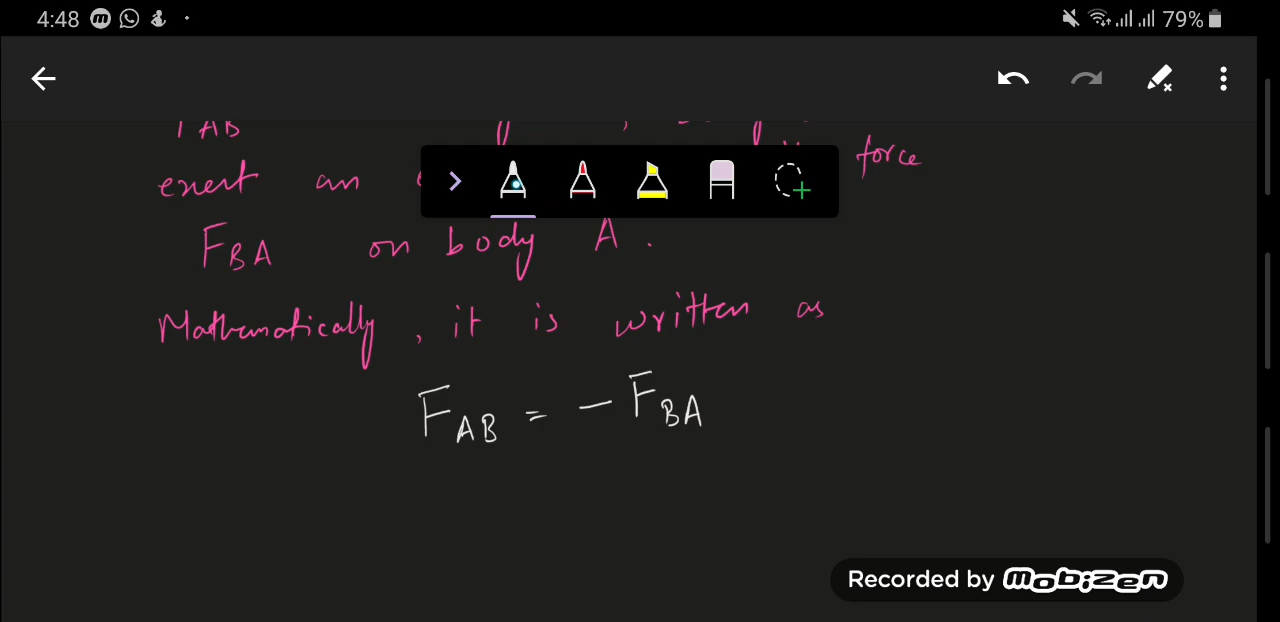 4:48
79%
FAB
force
exert an
FBA on body A.
Mathematically, it is written as
FAB = - FBA
Recorded by mobizen